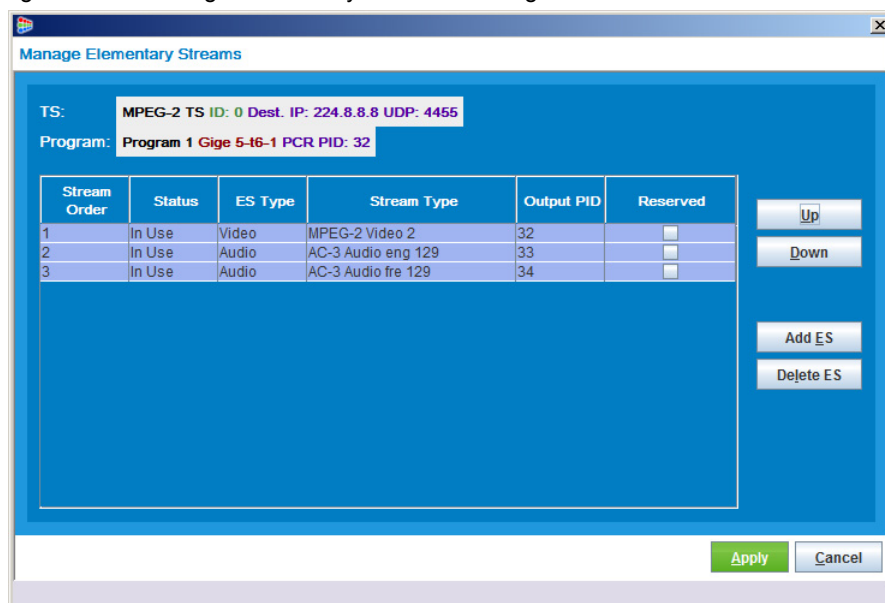 Manage Elementary Streams
TS: MPEG-2 TS ID: 0 Dest. IP: 224.8.8.8 UDP: 4455
Program: Program 1 Gige 5-t6-1 PCR PID: 32
Stream Order Status ES Type Stream Type Output PID Reserved
1 In Use Video MPEG-2 Video 2 32
2 In Use Audio AC-3 Audio eng 129 33
3 In Use Audio AC-3 Audio fre 129 34
Up
Down
Add ES
Delete ES
Apply Cancel